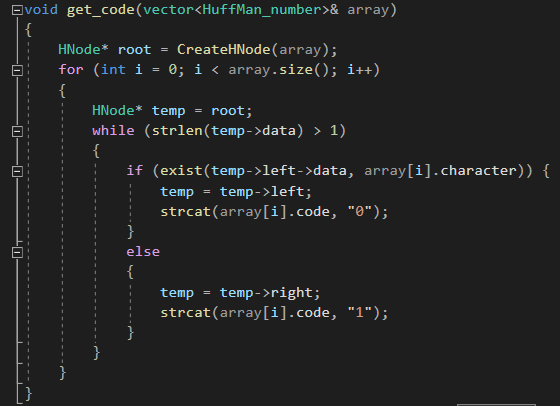 void get_code(vector<HuffMan_number>& array)
{
    HNode* root = CreateHNode(array);
    for (int i = 0; i < array.size(); i++)
    {
        HNode* temp = root;
        while (strlen(temp->data) > 1)
        {
            if (exist(temp->left->data, array[i].character)) {
                temp = temp->left;
                strcat(array[i].code, "0");
            }
            else
            {
                temp = temp->right;
                strcat(array[i].code, "1");
            }
        }
    }
}